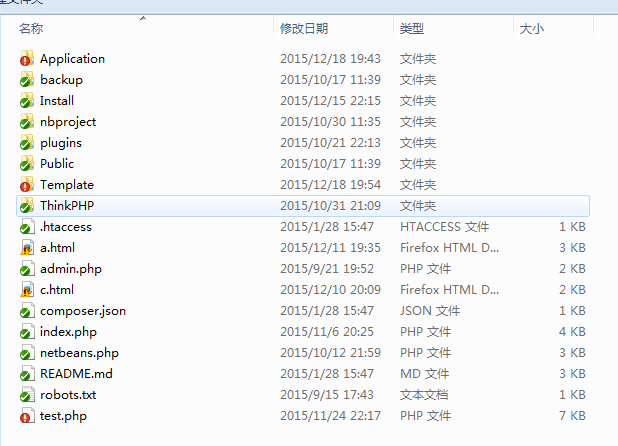 名称 修改日期 类型 大小
Application 2015/12/18 19:43 文件夹
backup 2015/10/17 11:39 文件夹
Install 2015/12/15 22:15 文件夹
nbproject 2015/10/30 11:35 文件夹
plugins 2015/10/21 22:13 文件夹
Public 2015/10/17 11:39 文件夹
Template 2015/12/18 19:54 文件夹
ThinkPHP 2015/10/31 21:09 文件夹
.htaccess 2015/1/28 15:47 HTACCESS 文件 1 KB
a.html 2015/12/11 19:35 Firefox HTML D... 3 KB
admin.php 2015/9/21 19:52 PHP 文件 2 KB
c.html 2015/12/10 20:09 Firefox HTML D... 2 KB
composer.json 2015/1/28 15:47 JSON 文件 1 KB
index.php 2015/11/6 20:25 PHP 文件 4 KB
netbeans.php 2015/10/12 21:59 PHP 文件 3 KB
README.md 2015/1/28 15:47 MD 文件 3 KB
robots.txt 2015/9/15 17:43 文本文档 1 KB
test.php 2015/11/24 22:17 PHP 文件 7 KB